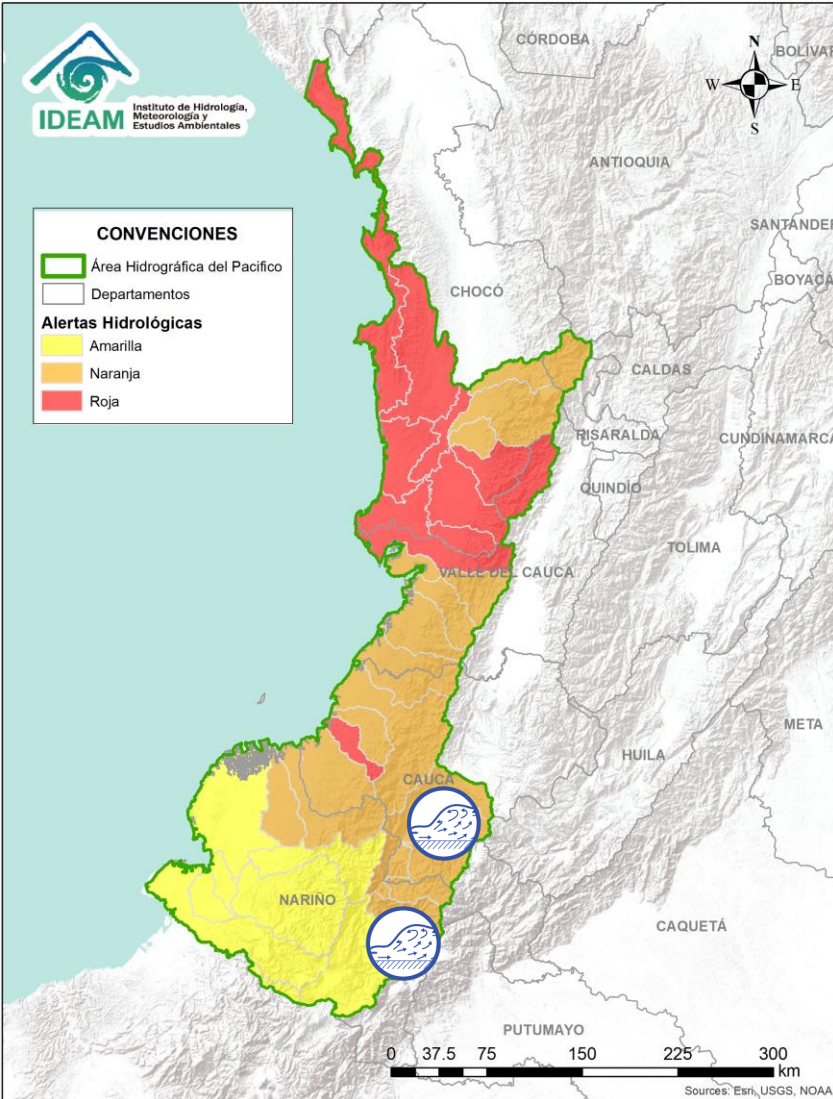 IDEAM
Instituto de Hidrología,
Meteorología y
Estudios Ambientales
N
W
E
S
CÓRDOBA
BOLÍVAR
ANTIOQUIA
SANTANDER
BOYACÁ
CHOCÓ
CONVENCIONES
Área Hidrográfica del Pacifico
Departamentos
Alertas Hidrológicas
Amarilla
Naranja
Roja
CALDAS
RISARALDA
CUNDINAMARCA
QUINDÍO
TOLIMA
VALLE DEL CAUCA
META
HUILA
CAUCA
NARIÑO
CAQUETÁ
PUTUMAYO
0 37.5 75 150 225 300
km
Sources: Esri, USGS, NOAA